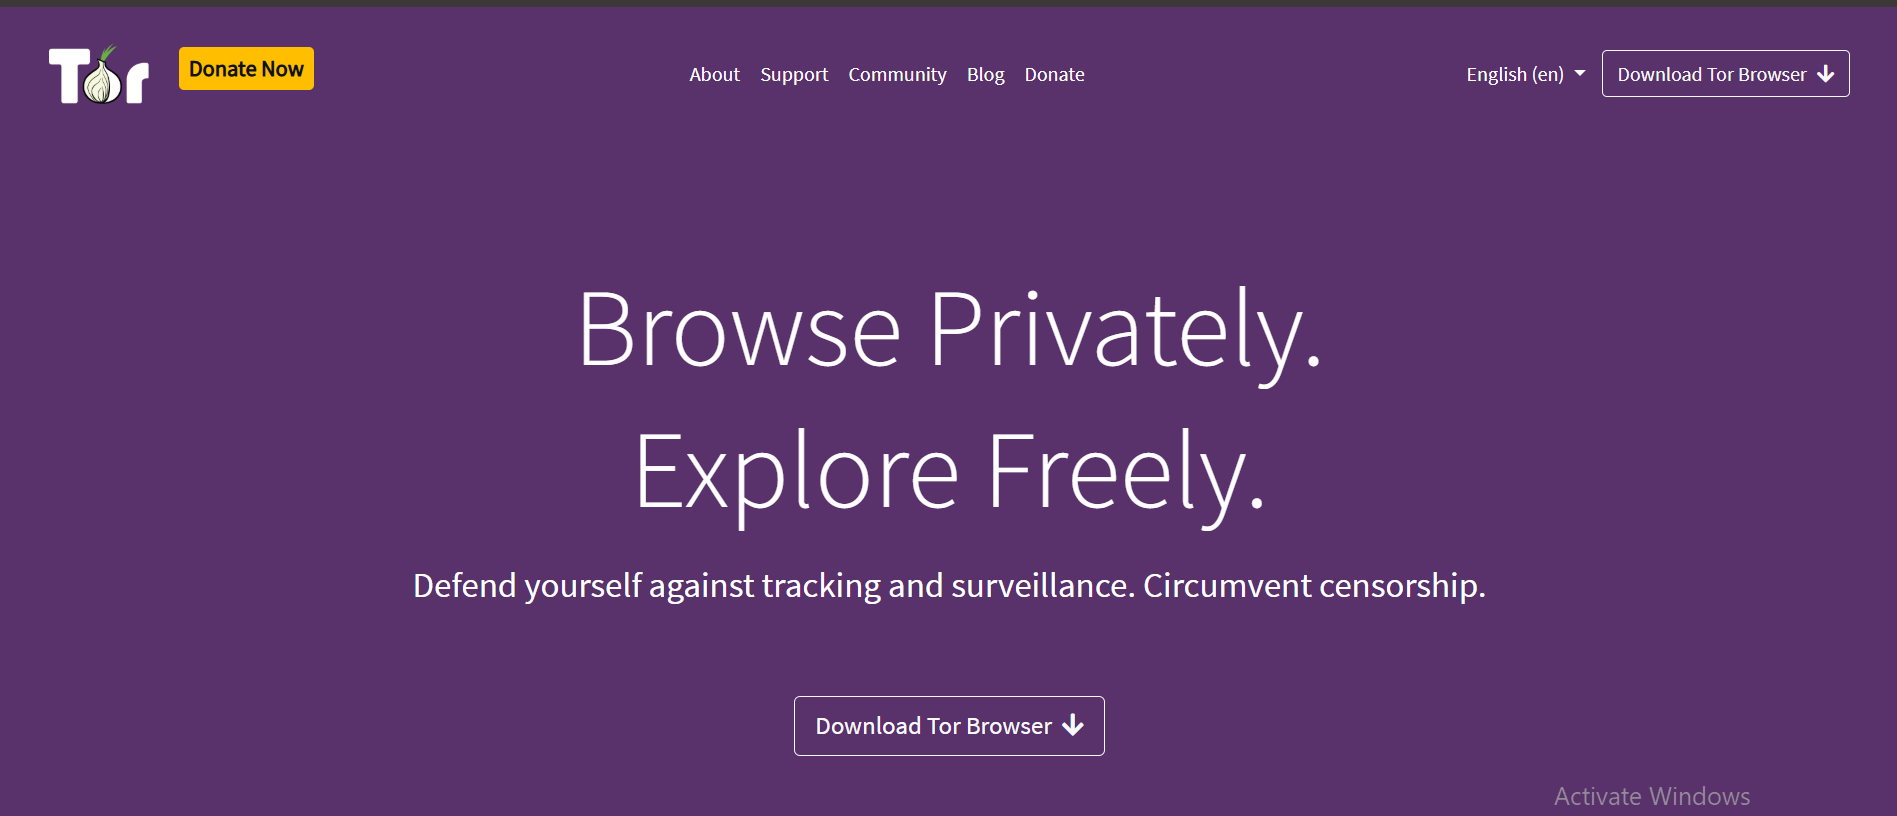 Tor
Donate Now
About Support Community Blog Donate
English (en)
Download Tor Browser
Browse Privately.
Explore Freely.
Defend yourself against tracking and surveillance. Circumvent censorship.
Download Tor Browser
Activate Windows